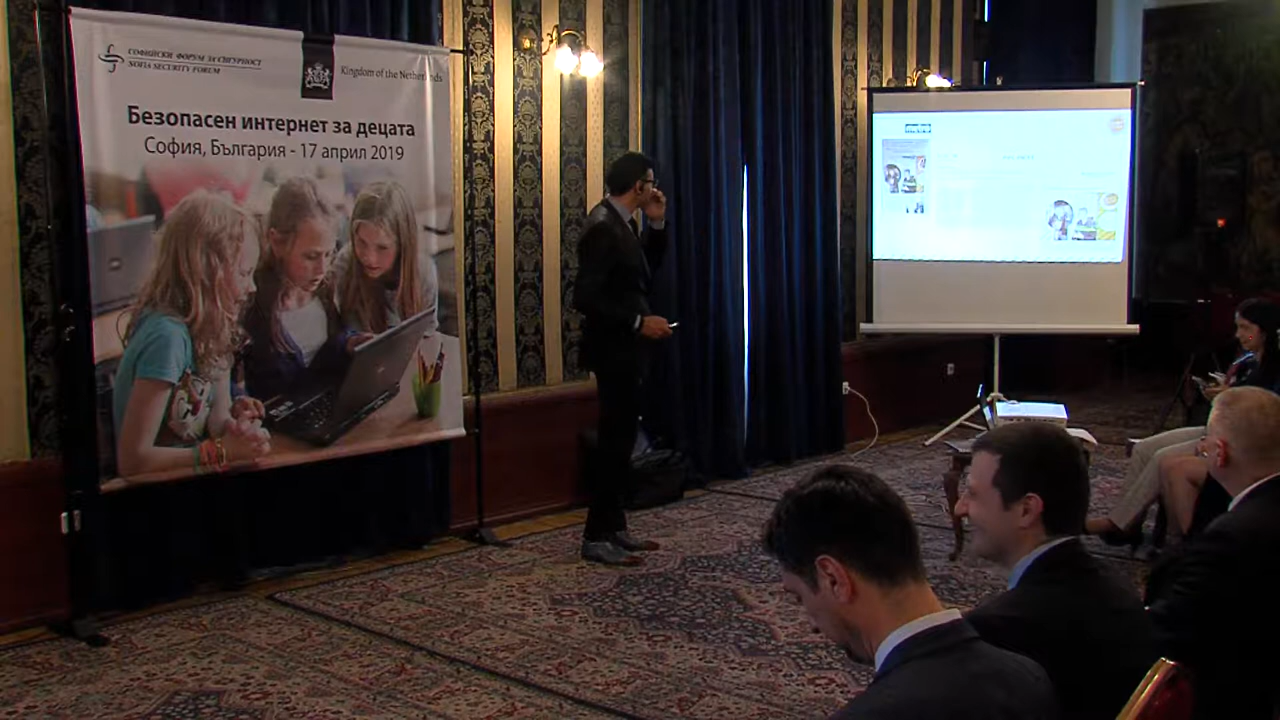 СОФИЙСКИ ФОРУМ ЗА СИГУРНОСТ
SOFIA SECURITY FORUM
Kingdom of the Netherlands
Безопасен интернет за децата
София, България - 17 април 2019